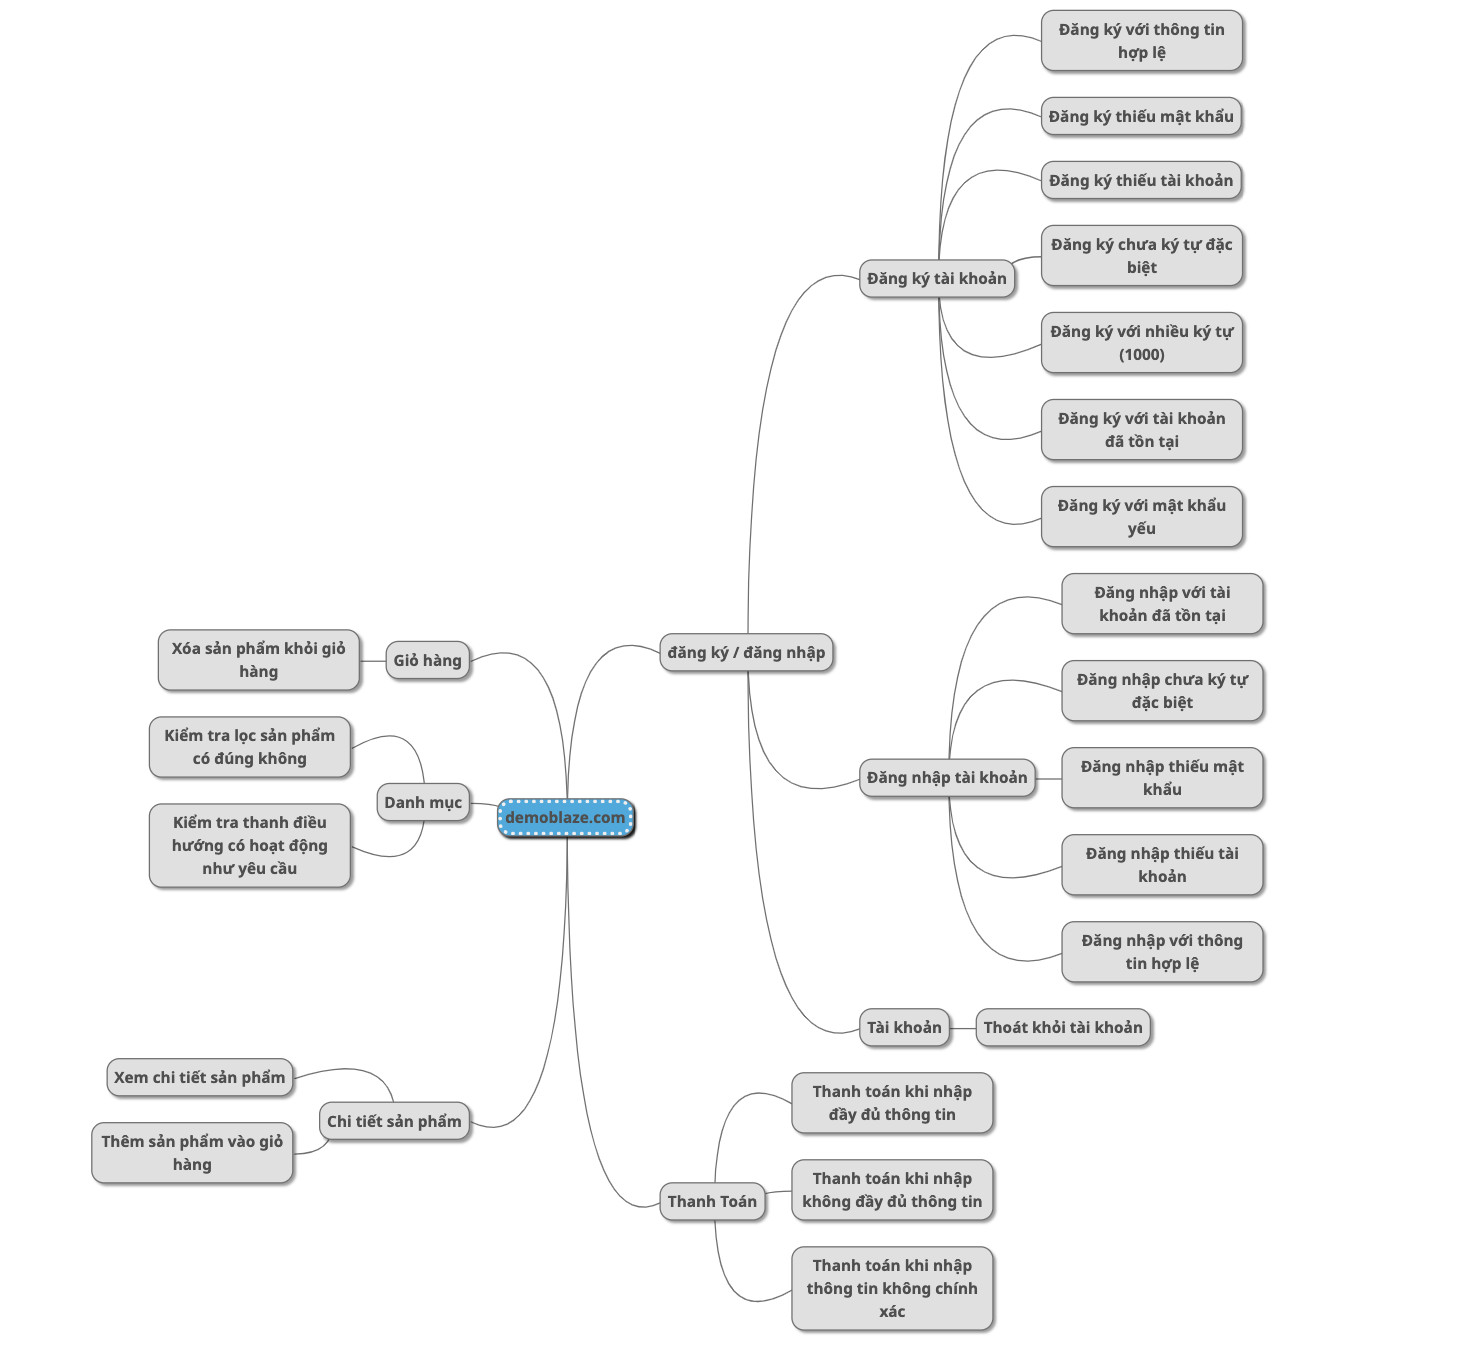 demoblaze.com
đăng ký / đăng nhập
Đăng ký tài khoản
Đăng ký với thông tin
hợp lệ
Đăng ký thiếu mật khẩu
Đăng ký thiếu tài khoản
Đăng ký chưa ký tự đặc
biệt
Đăng ký với nhiều ký tự
(1000)
Đăng ký với tài khoản
đã tồn tại
Đăng ký với mật khẩu
yếu
Đăng nhập tài khoản
Đăng nhập với tài
khoản đã tồn tại
Đăng nhập chưa ký tự
đặc biệt
Đăng nhập thiếu mật
khẩu
Đăng nhập thiếu tài
khoản
Đăng nhập với thông
tin hợp lệ
Tài khoản
Thoát khỏi tài khoản
Thanh Toán
Thanh toán khi nhập
đầy đủ thông tin
Thanh toán khi nhập
không đầy đủ thông tin
Thanh toán khi nhập
thông tin không chính
xác
Giỏ hàng
Xóa sản phẩm khỏi giỏ
hàng
Danh mục
Kiểm tra lọc sản phẩm
có đúng không
Kiểm tra thanh điều
hướng có hoạt động
như yêu cầu
Chi tiết sản phẩm
Xem chi tiết sản phẩm
Thêm sản phẩm vào giỏ
hàng